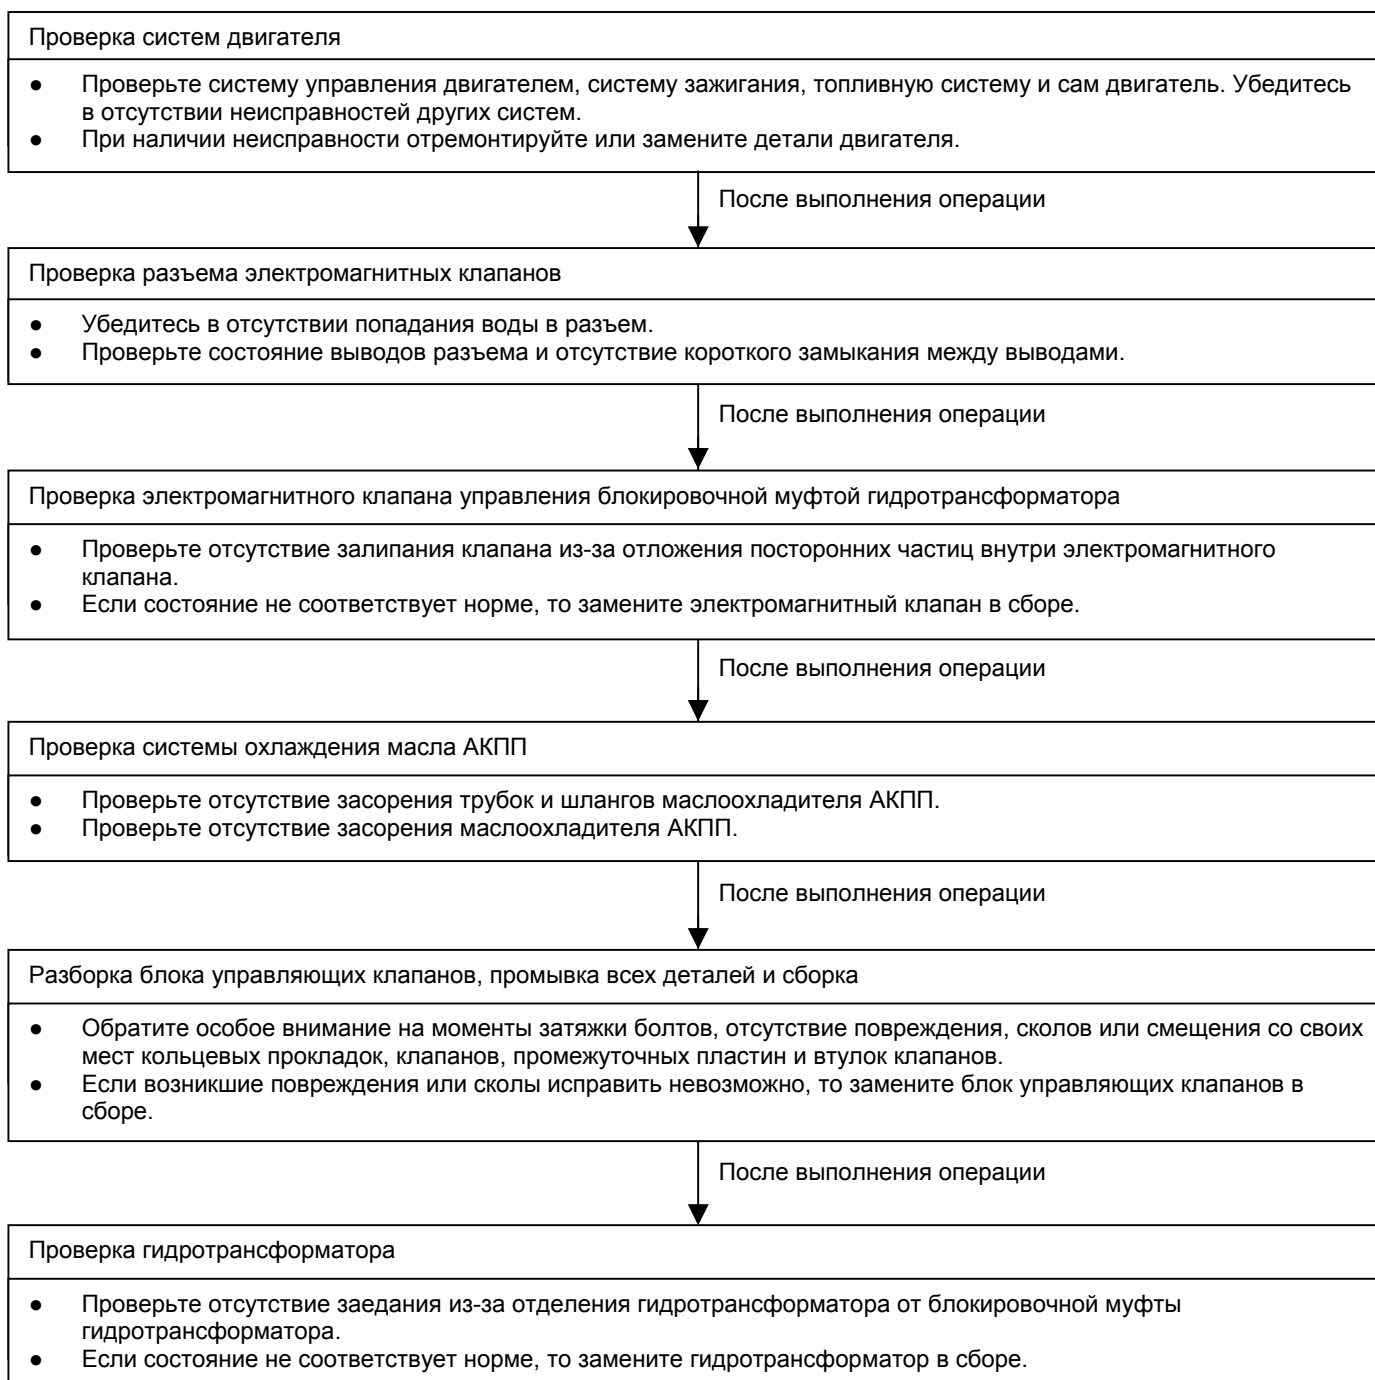 Проверка систем двигателя
● Проверьте систему управления двигателем, систему зажигания, топливную систему и сам двигатель. Убедитесь
в отсутствии неисправностей других систем.
● При наличии неисправности отремонтируйте или замените детали двигателя.
После выполнения операции
Проверка разъема электромагнитных клапанов
● Убедитесь в отсутствии попадания воды в разъем.
● Проверьте состояние выводов разъема и отсутствие короткого замыкания между выводами.
После выполнения операции
Проверка электромагнитного клапана управления блокировочной муфтой гидротрансформатора
● Проверьте отсутствие залипания клапана из-за отложения посторонних частиц внутри электромагнитного
клапана.
● Если состояние не соответствует норме, то замените электромагнитный клапан в сборе.
После выполнения операции
Проверка системы охлаждения масла АКПП
● Проверьте отсутствие засорения трубок и шлангов маслоохладителя АКПП.
● Проверьте отсутствие засорения маслоохладителя АКПП.
После выполнения операции
Разборка блока управляющих клапанов, промывка всех деталей и сборка
● Обратите особое внимание на моменты затяжки болтов, отсутствие повреждения, сколов или смещения со своих
мест кольцевых прокладок, клапанов, промежуточных пластин и втулок клапанов.
● Если возникшие повреждения или сколы исправить невозможно, то замените блок управляющих клапанов в
сборе.
После выполнения операции
Проверка гидротрансформатора
● Проверьте отсутствие заедания из-за отделения гидротрансформатора от блокировочной муфты
гидротрансформатора.
● Если состояние не соответствует норме, то замените гидротрансформатор в сборе.